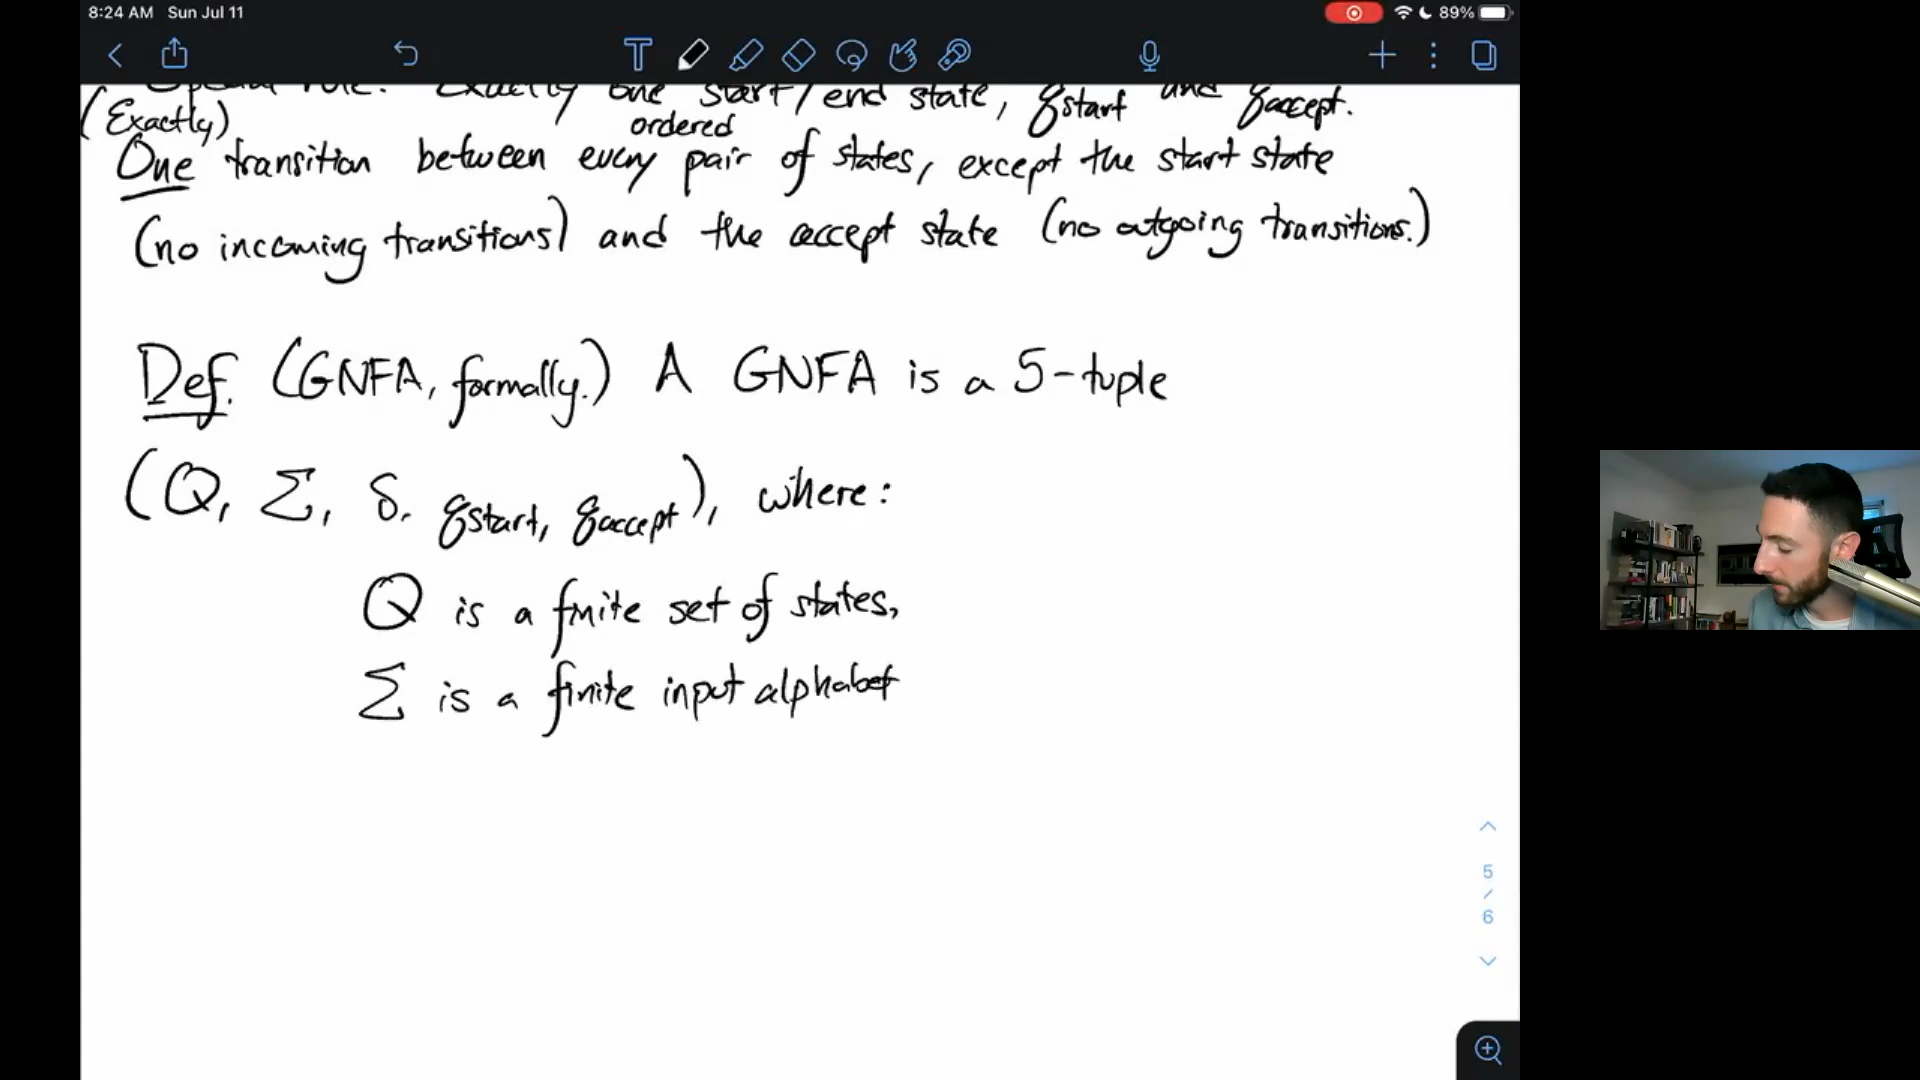 8:24 AM Sun Jul 11 89%
Special rule: Exactly one start/end state, qstart and qaccept.
(Exactly) ordered
One transition between every pair of states, except the start state
(no incoming transitions) and the accept state (no outgoing transitions.)
Def. (GNFA, formally.) A GNFA is a 5-tuple
(Q, Σ, δ, qstart, qaccept), where:
Q is a finite set of states,
Σ is a finite input alphabet
5
/
6